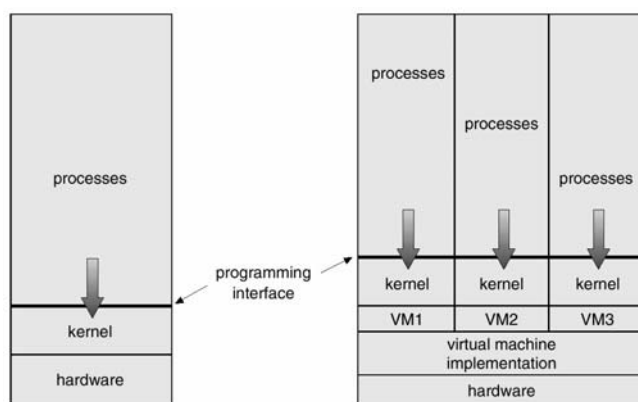 processes
kernel
hardware
programming
interface
processes
processes
processes
kernel
kernel
kernel
VM1
VM2
VM3
virtual machine
implementation
hardware